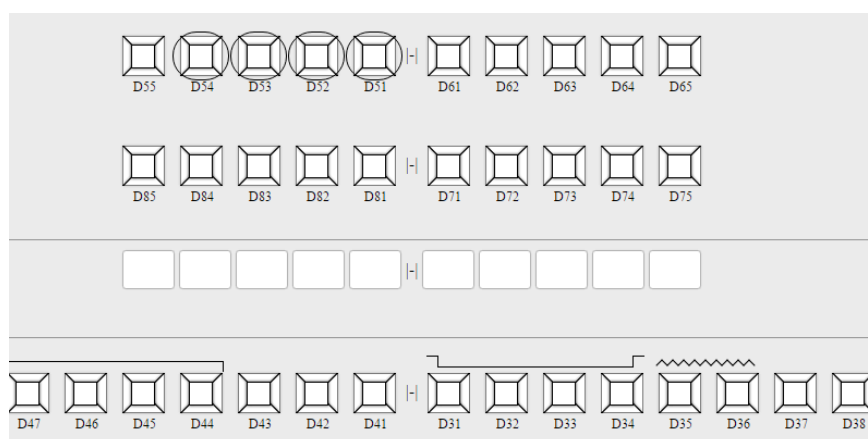 D55 D54 D53 D52 D51 |-| D61 D62 D63 D64 D65
D85 D84 D83 D82 D81 |-| D71 D72 D73 D74 D75
|-|
D47 D46 D45 D44 D43 D42 D41 |-| D31 D32 D33 D34 D35 D36 D37 D38